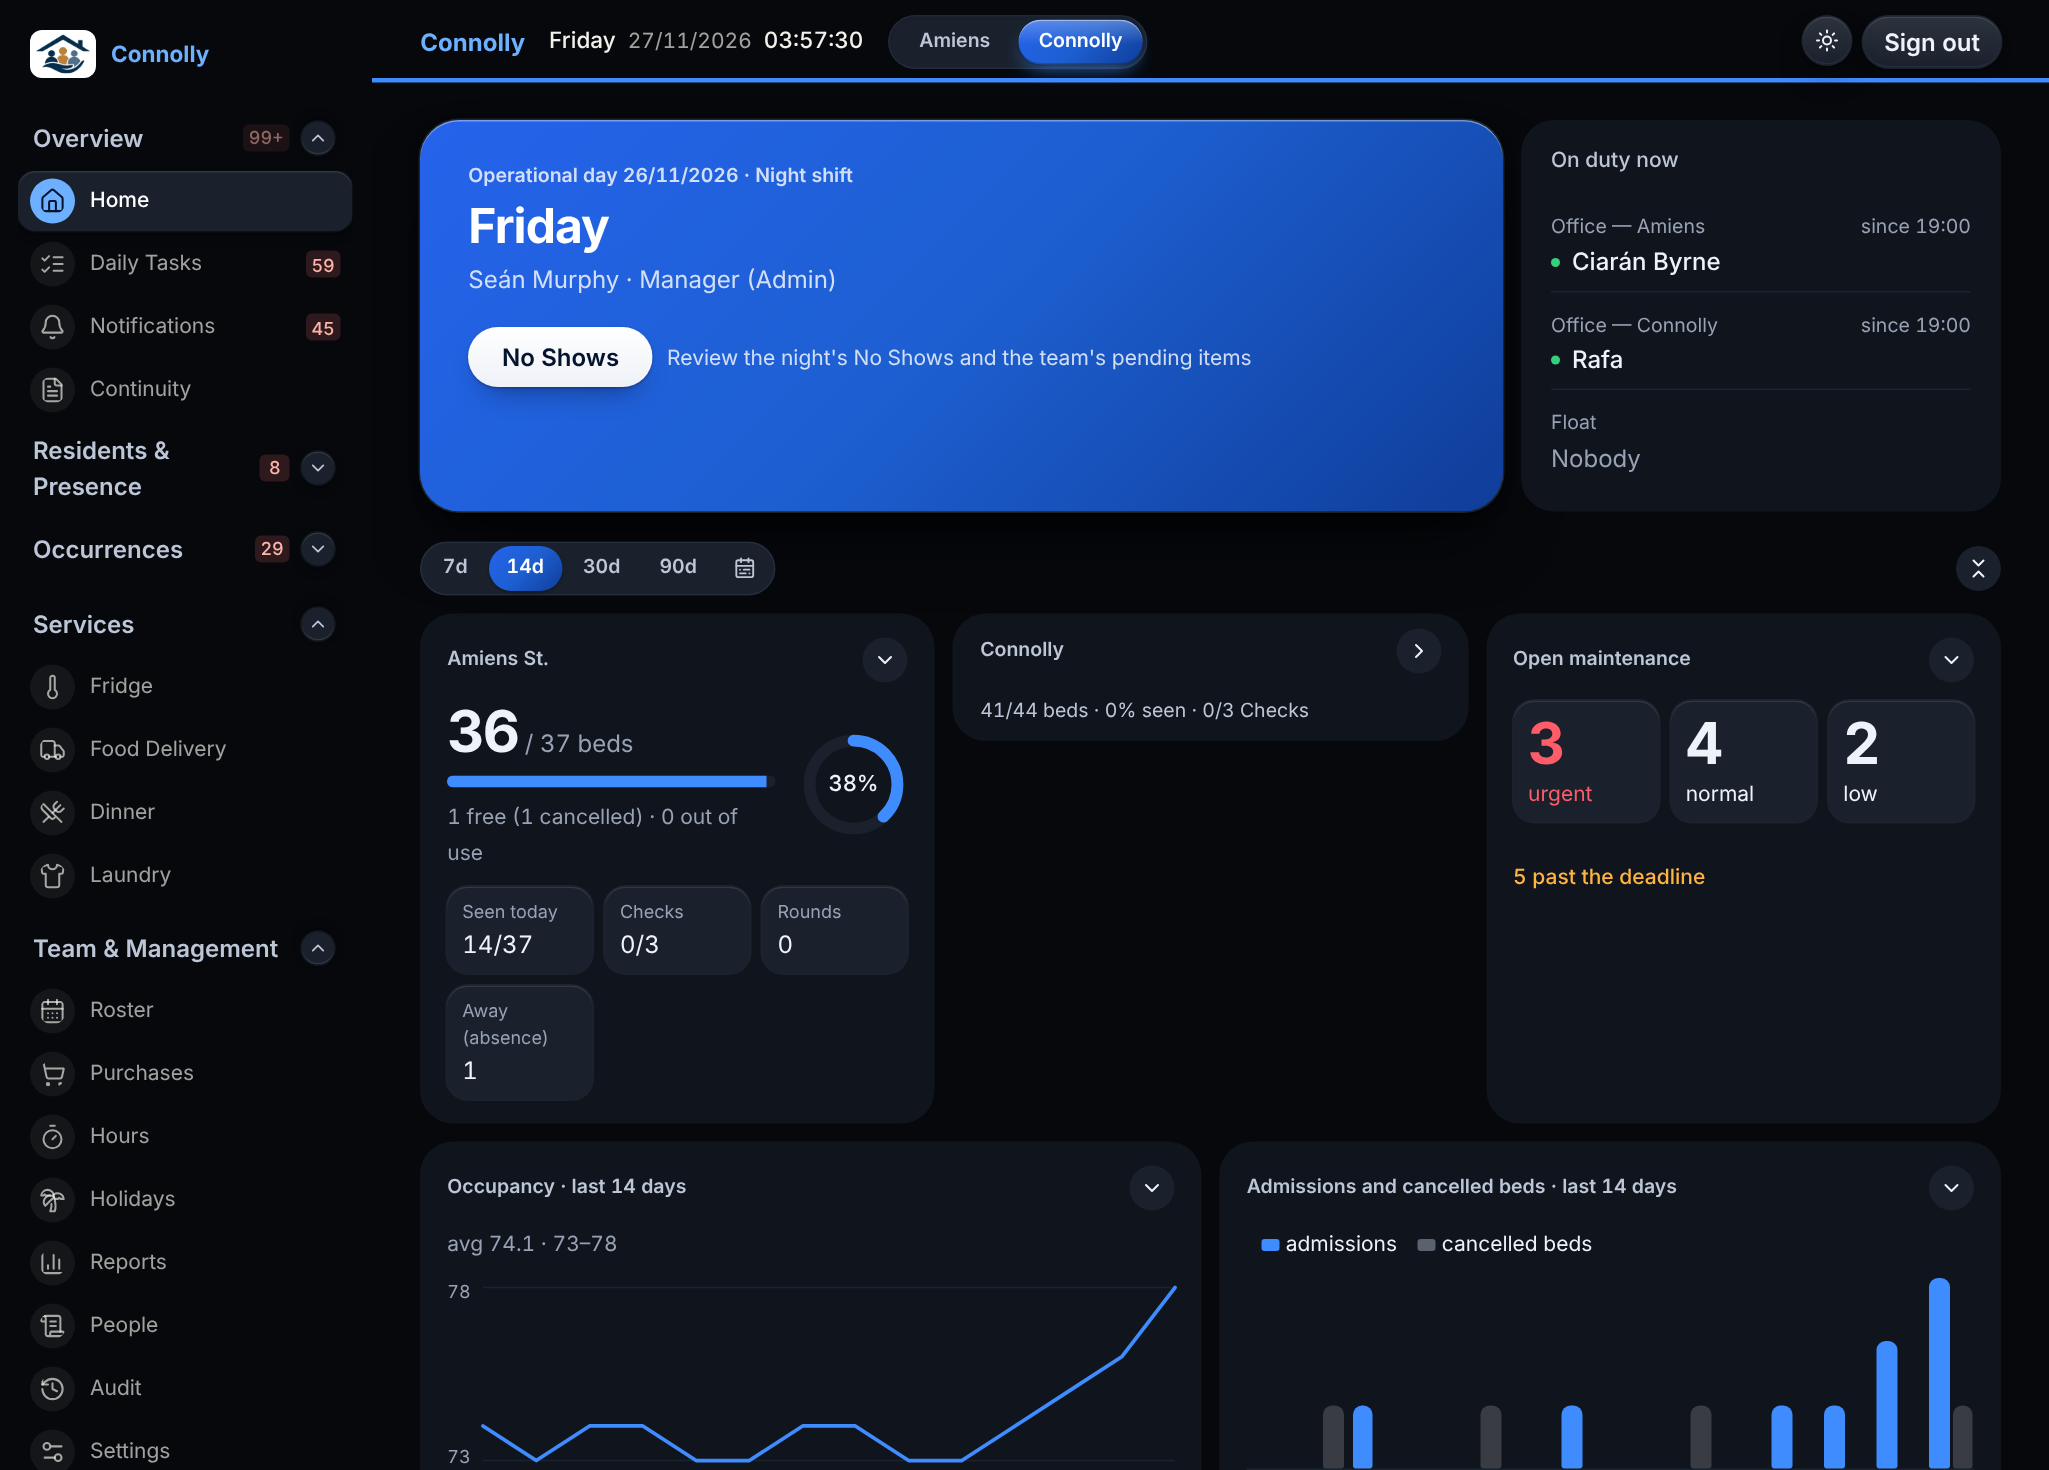 Connolly
Connolly Friday 27/11/2026 03:57:30 Amiens Connolly
Sign out
Overview 99+
Home
Daily Tasks 59
Notifications 45
Continuity
Residents &
Presence 8
Occurrences 29
Services
Fridge
Food Delivery
Dinner
Laundry
Team & Management
Roster
Purchases
Hours
Holidays
Reports
People
Audit
Settings
Operational day 26/11/2026 · Night shift
Friday
Seán Murphy · Manager (Admin)
No Shows Review the night's No Shows and the team's pending items
On duty now
Office — Amiens since 19:00
Ciarán Byrne
Office — Connolly since 19:00
Rafa
Float
Nobody
7d 14d 30d 90d
Amiens St.
36 / 37 beds
38%
1 free (1 cancelled) · 0 out of
use
Seen today
14/37
Checks
0/3
Rounds
0
Away
(absence)
1
Connolly
41/44 beds · 0% seen · 0/3 Checks
Open maintenance
3
urgent
4
normal
2
low
5 past the deadline
Occupancy · last 14 days
avg 74.1 · 73–78
78
73
Admissions and cancelled beds · last 14 days
admissions cancelled beds